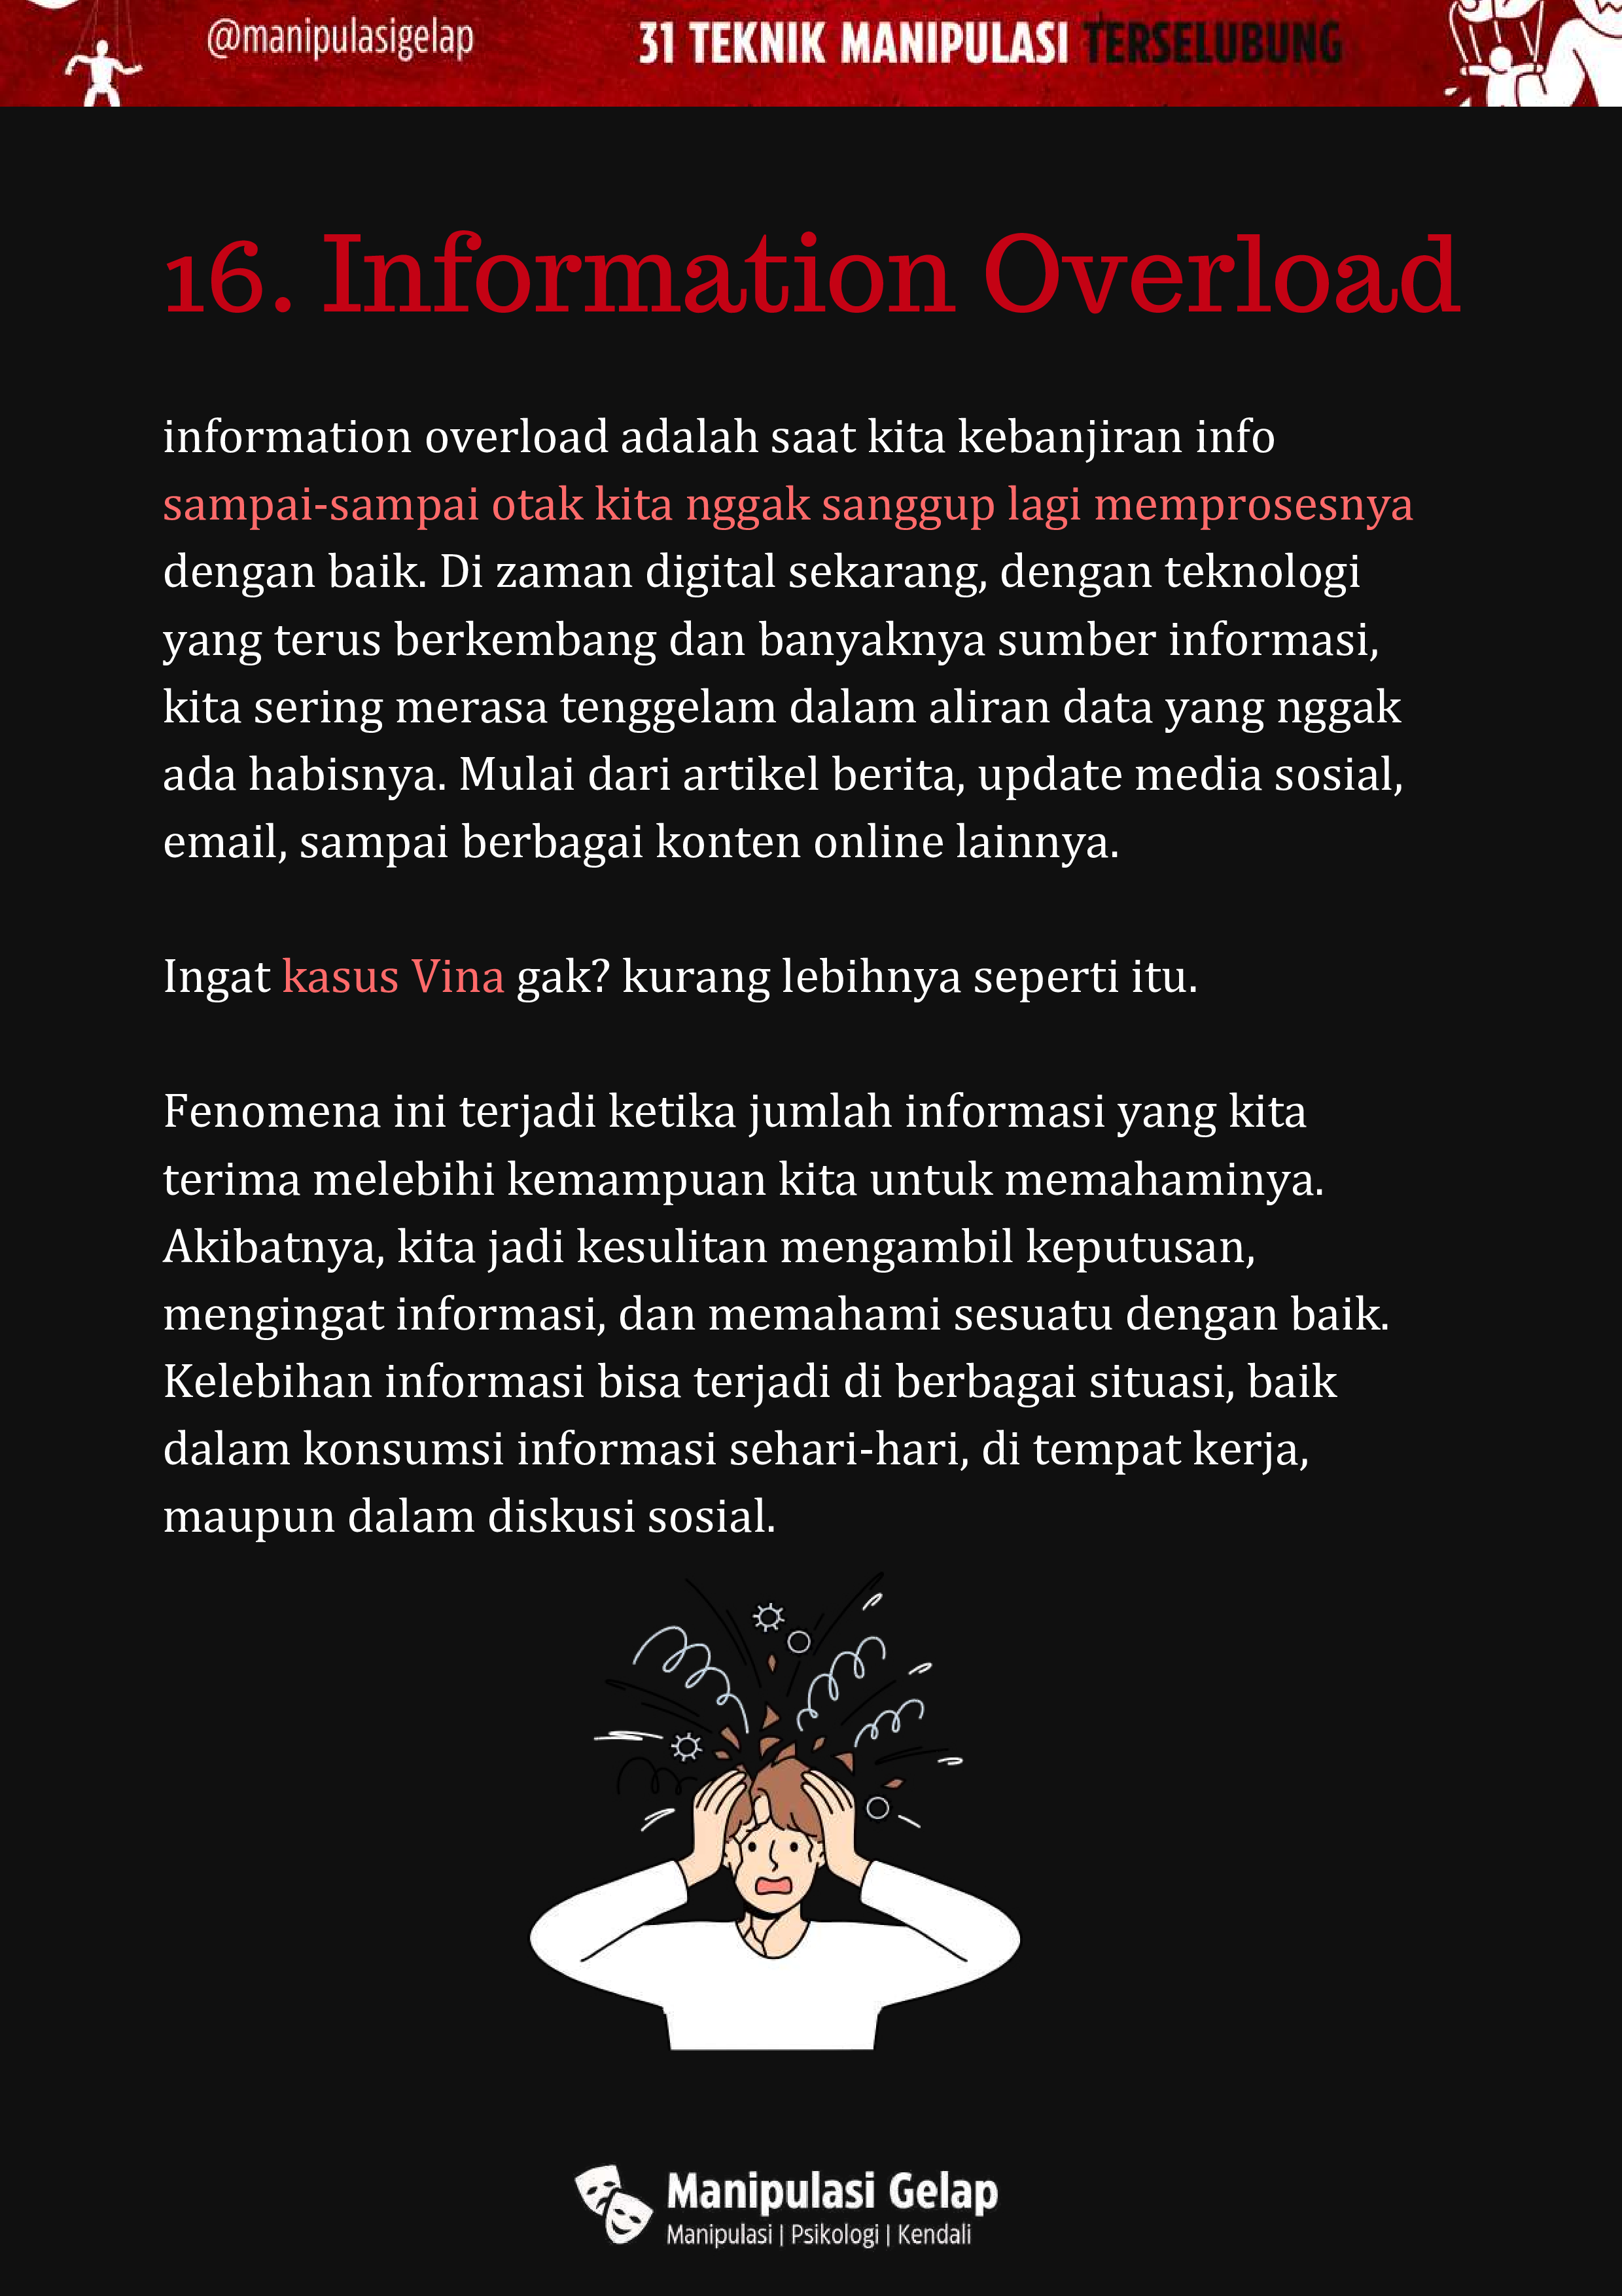 @manipulasigelap
31 TEKNIK MANIPULASI TERSELUBUNG
16. Information Overload
information overload adalah saat kita kebanjiran info
sampai-sampai otak kita nggak sanggup lagi memprosesnya
dengan baik. Di zaman digital sekarang, dengan teknologi
yang terus berkembang dan banyaknya sumber informasi,
kita sering merasa tenggelam dalam aliran data yang nggak
ada habisnya. Mulai dari artikel berita, update media sosial,
email, sampai berbagai konten online lainnya.
Ingat kasus Vina gak? kurang lebihnya seperti itu.
Fenomena ini terjadi ketika jumlah informasi yang kita
terima melebihi kemampuan kita untuk memahaminya.
Akibatnya, kita jadi kesulitan mengambil keputusan,
mengingat informasi, dan memahami sesuatu dengan baik.
Kelebihan informasi bisa terjadi di berbagai situasi, baik
dalam konsumsi informasi sehari-hari, di tempat kerja,
maupun dalam diskusi sosial.
Manipulasi Gelap
Manipulasi | Psikologi | Kendali